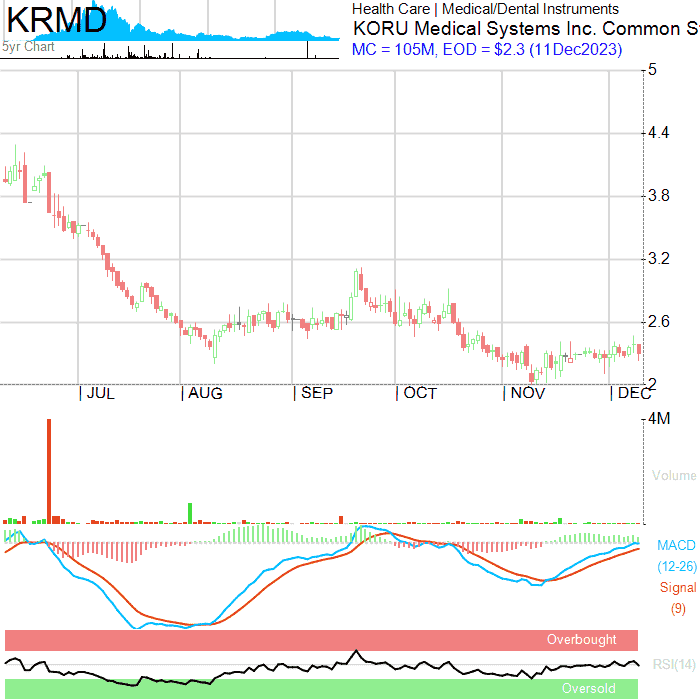 KRMD
5yr Chart
Health Care | Medical/Dental Instruments
KORU Medical Systems Inc. Common S
MC = 105M, EOD = $2.3 (11Dec2023)
5
4.4
3.8
3.2
2.6
2
JUL AUG SEP OCT NOV DEC
4M
Volume
MACD
(12-26)
Signal
(9)
Overbought
RSI(14)
Oversold